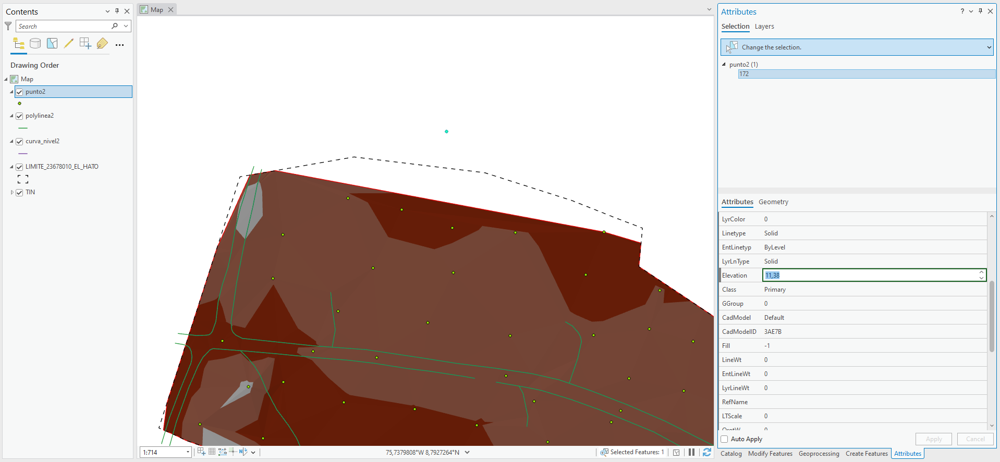 Contents
Search
Drawing Order
Map
punto2
polylinea2
curva_nivel2
LIMITE_23678010_EL_HATO
TIN
Map
1:714
75,7379808°W 8,7927264°N
Selected Features: 1
Attributes
?
Selection Layers
Change the selection.
punto2 (1)
172
Attributes Geometry
LyrColor 0
Linetype Solid
EntLinetyp ByLevel
LyrLnType Solid
Elevation 11,38
Class Primary
GGroup 0
CadModel Default
CadModelID 3AE7B
Fill -1
LineWt 0
EntLineWt 0
LyrLineWt 0
RefName
LTScale 0
Auto Apply
Apply Cancel
Catalog Modify Features Geoprocessing Create Features Attributes